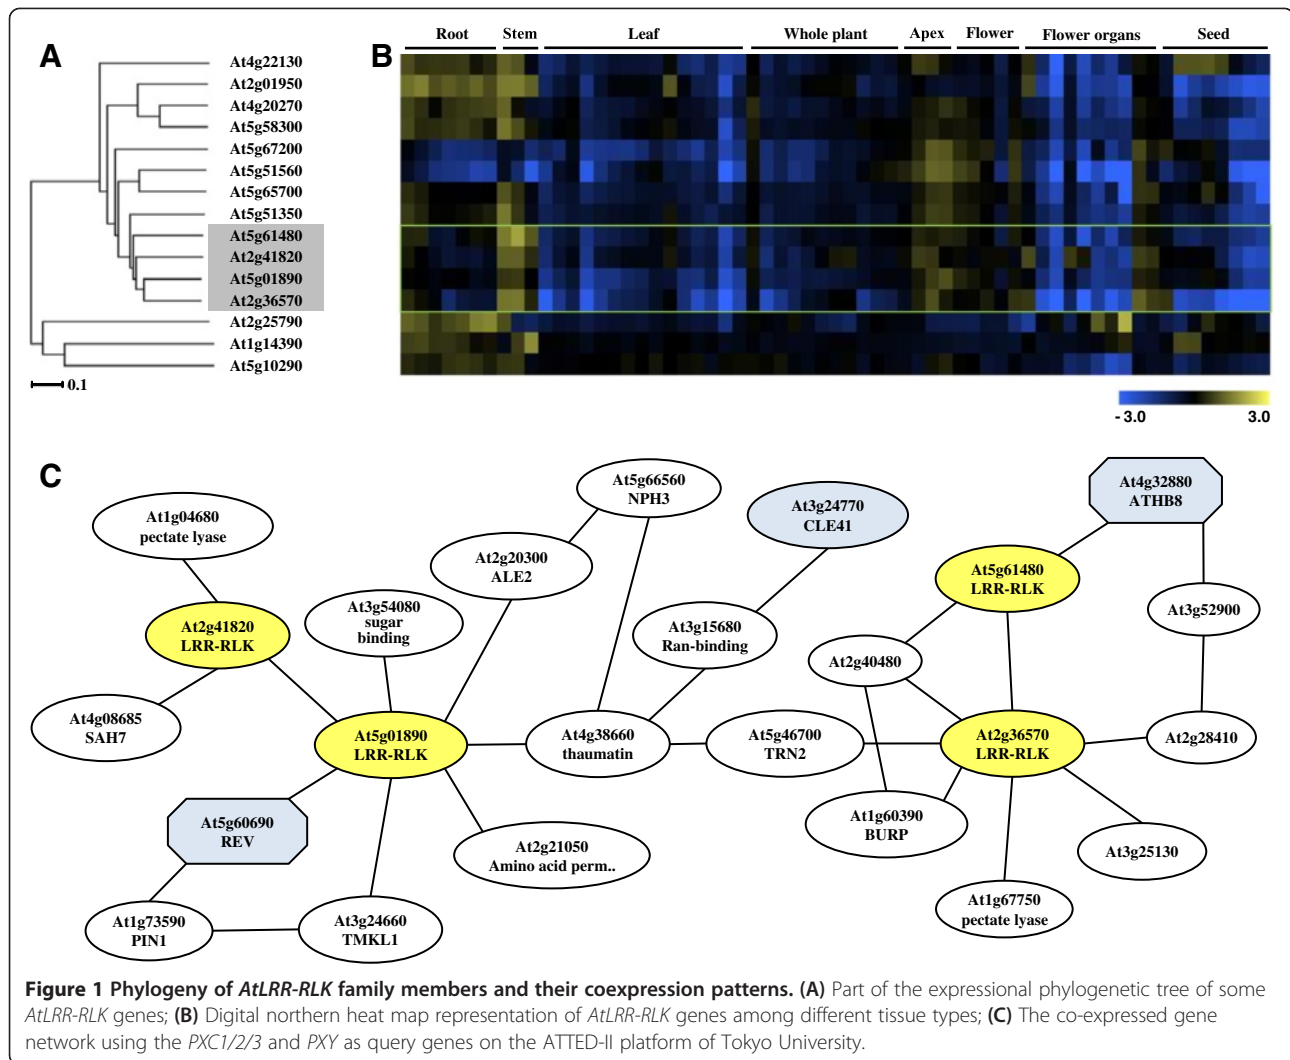 A
At4g22130
At2g01950
At4g20270
At5g58300
At5g67200
At5g51560
At5g65700
At5g51350
At5g61480
At2g41820
At5g01890
At2g36570
At2g25790
At1g14390
At5g10290
0.1
B
Root Stem Leaf Whole plant Apex Flower Flower organs Seed
- 3.0 3.0
C
At1g04680
pectate lyase
At2g41820
LRR-RLK
At4g08685
SAH7
At3g54080
sugar
binding
At2g20300
ALE2
At5g66560
NPH3
At5g01890
LRR-RLK
At5g60690
REV
At1g73590
PIN1
At3g24660
TMKL1
At2g21050
Amino acid perm..
At4g38660
thaumatin
At3g15680
Ran-binding
At3g24770
CLE41
At5g46700
TRN2
At4g32880
ATHB8
At5g61480
LRR-RLK
At3g52900
At2g40480
At2g36570
LRR-RLK
At2g28410
At1g60390
BURP
At3g25130
At1g67750
pectate lyase
Figure 1 Phylogeny of AtLRR-RLK family members and their coexpression patterns. (A) Part of the expressional phylogenetic tree of some
AtLRR-RLK genes; (B) Digital northern heat map representation of AtLRR-RLK genes among different tissue types; (C) The co-expressed gene
network using the PXC1/2/3 and PXY as query genes on the ATTED-II platform of Tokyo University.